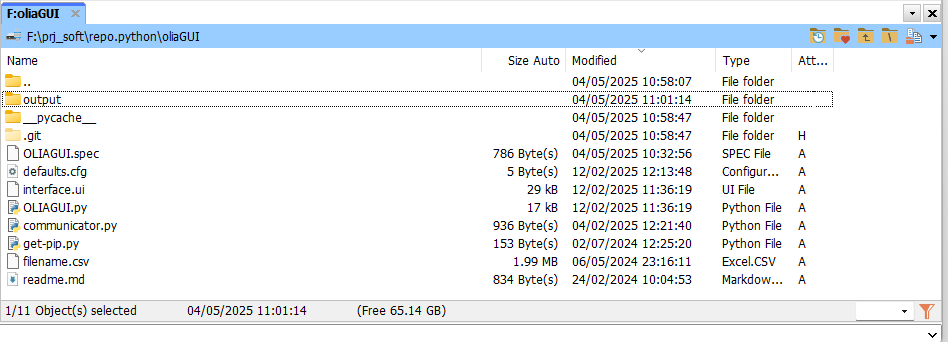 F:oliaGUI
F:\prj_soft\repo.python\oliaGUI
Name Size Auto Modified Type Att...
.. 04/05/2025 10:58:07 File folder
output 04/05/2025 11:01:14 File folder
__pycache__ 04/05/2025 10:58:47 File folder
.git 04/05/2025 10:58:47 File folder H
OLIAGUI.spec 786 Byte(s) 04/05/2025 10:32:56 SPEC File A
defaults.cfg 5 Byte(s) 12/02/2025 12:13:48 Configur... A
interface.ui 29 kB 12/02/2025 11:36:19 UI File A
OLIAGUI.py 17 kB 12/02/2025 11:36:19 Python File A
communicator.py 936 Byte(s) 04/02/2025 12:21:40 Python File A
get-pip.py 153 Byte(s) 02/07/2024 12:25:20 Python File A
filename.csv 1.99 MB 06/05/2024 23:16:11 Excel.CSV A
readme.md 834 Byte(s) 24/02/2024 10:04:53 Markdow... A
1/11 Object(s) selected 04/05/2025 11:01:14 (Free 65.14 GB)